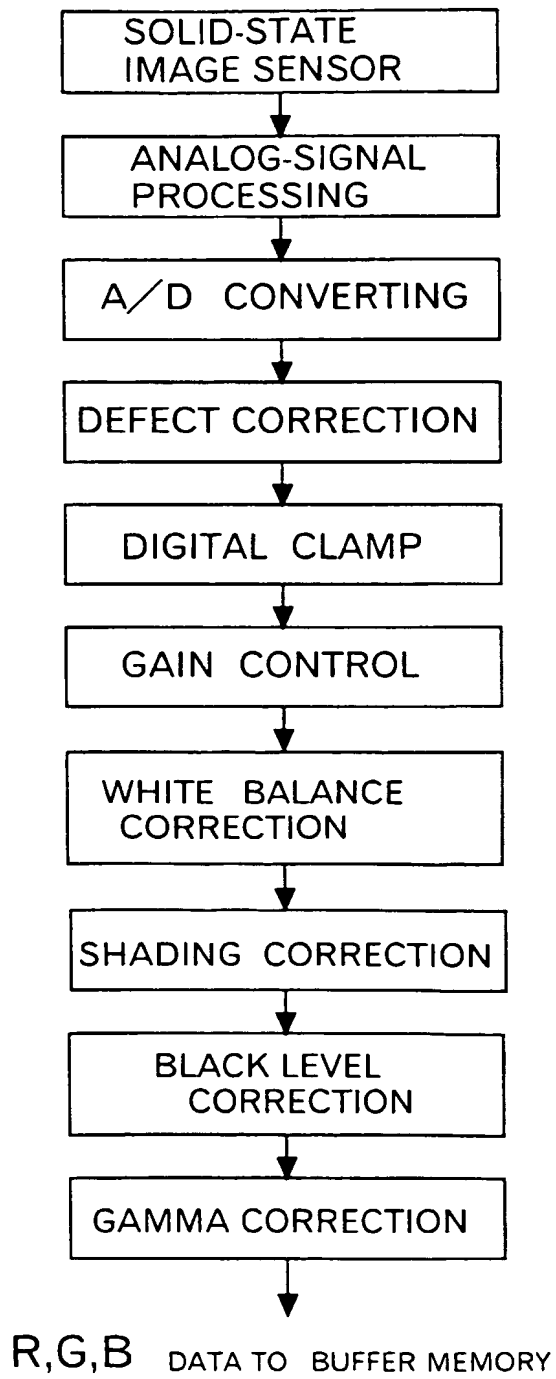 SOLID-STATE
IMAGE SENSOR
ANALOG-SIGNAL
PROCESSING
A/D CONVERTING
DEFECT CORRECTION
DIGITAL CLAMP
GAIN CONTROL
WHITE BALANCE
CORRECTION
SHADING CORRECTION
BLACK LEVEL
CORRECTION
GAMMA CORRECTION
R,G,B DATA TO BUFFER MEMORY